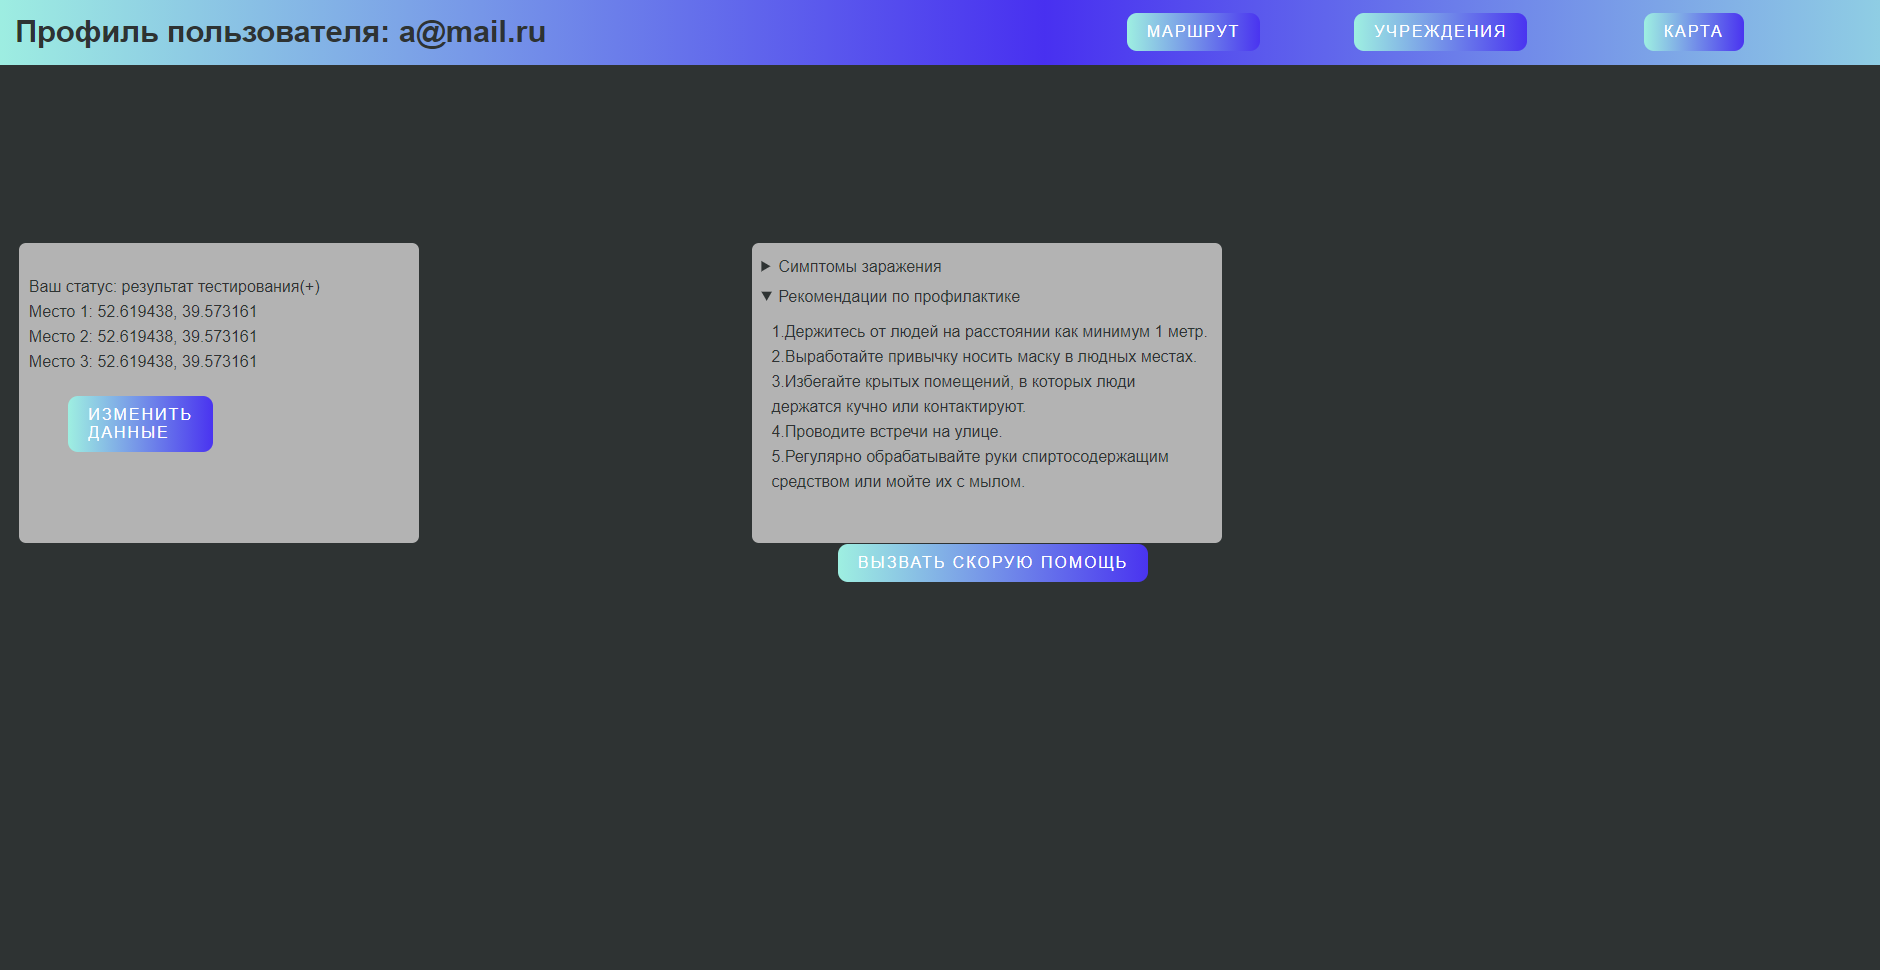 Профиль пользователя: a@mail.ru
МАРШРУТ
УЧРЕЖДЕНИЯ
КАРТА
Ваш статус: результат тестирования(+)
Место 1: 52.619438, 39.573161
Место 2: 52.619438, 39.573161
Место 3: 52.619438, 39.573161
ИЗМЕНИТЬ
ДАННЫЕ
Симптомы заражения
Рекомендации по профилактике
1.Держитесь от людей на расстоянии как минимум 1 метр.
2.Выработайте привычку носить маску в людных местах.
3.Избегайте крытых помещений, в которых люди
держатся кучно или контактируют.
4.Проводите встречи на улице.
5.Регулярно обрабатывайте руки спиртосодержащим
средством или мойте их с мылом.
ВЫЗВАТЬ СКОРУЮ ПОМОЩЬ